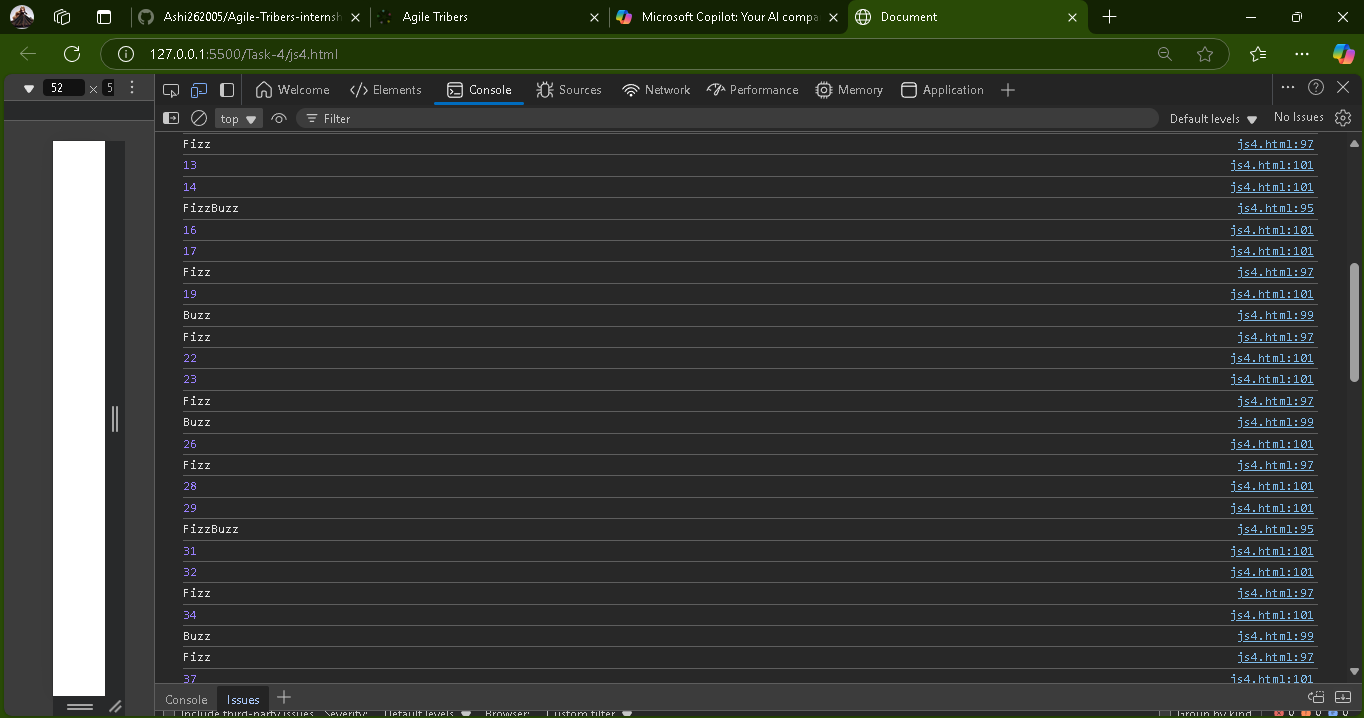 Ashi262005/Agile-Tribers-internsh
Agile Tribers
Microsoft Copilot: Your AI compa
Document
127.0.0.1:5500/Task-4/js4.html
52 × 5
Welcome
Elements
Console
Sources
Network
Performance
Memory
Application
top
Filter
Default levels
No Issues
Fizz js4.html:97
13 js4.html:101
14 js4.html:101
FizzBuzz js4.html:95
16 js4.html:101
17 js4.html:101
Fizz js4.html:97
19 js4.html:101
Buzz js4.html:99
Fizz js4.html:97
22 js4.html:101
23 js4.html:101
Fizz js4.html:97
Buzz js4.html:99
26 js4.html:101
Fizz js4.html:97
28 js4.html:101
29 js4.html:101
FizzBuzz js4.html:95
31 js4.html:101
32 js4.html:101
Fizz js4.html:97
34 js4.html:101
Buzz js4.html:99
Fizz js4.html:97
37 js4.html:101
Console
Issues
Include third-party issues Severity: Default levels Browser: Custom filter Group by kind 0 0 0